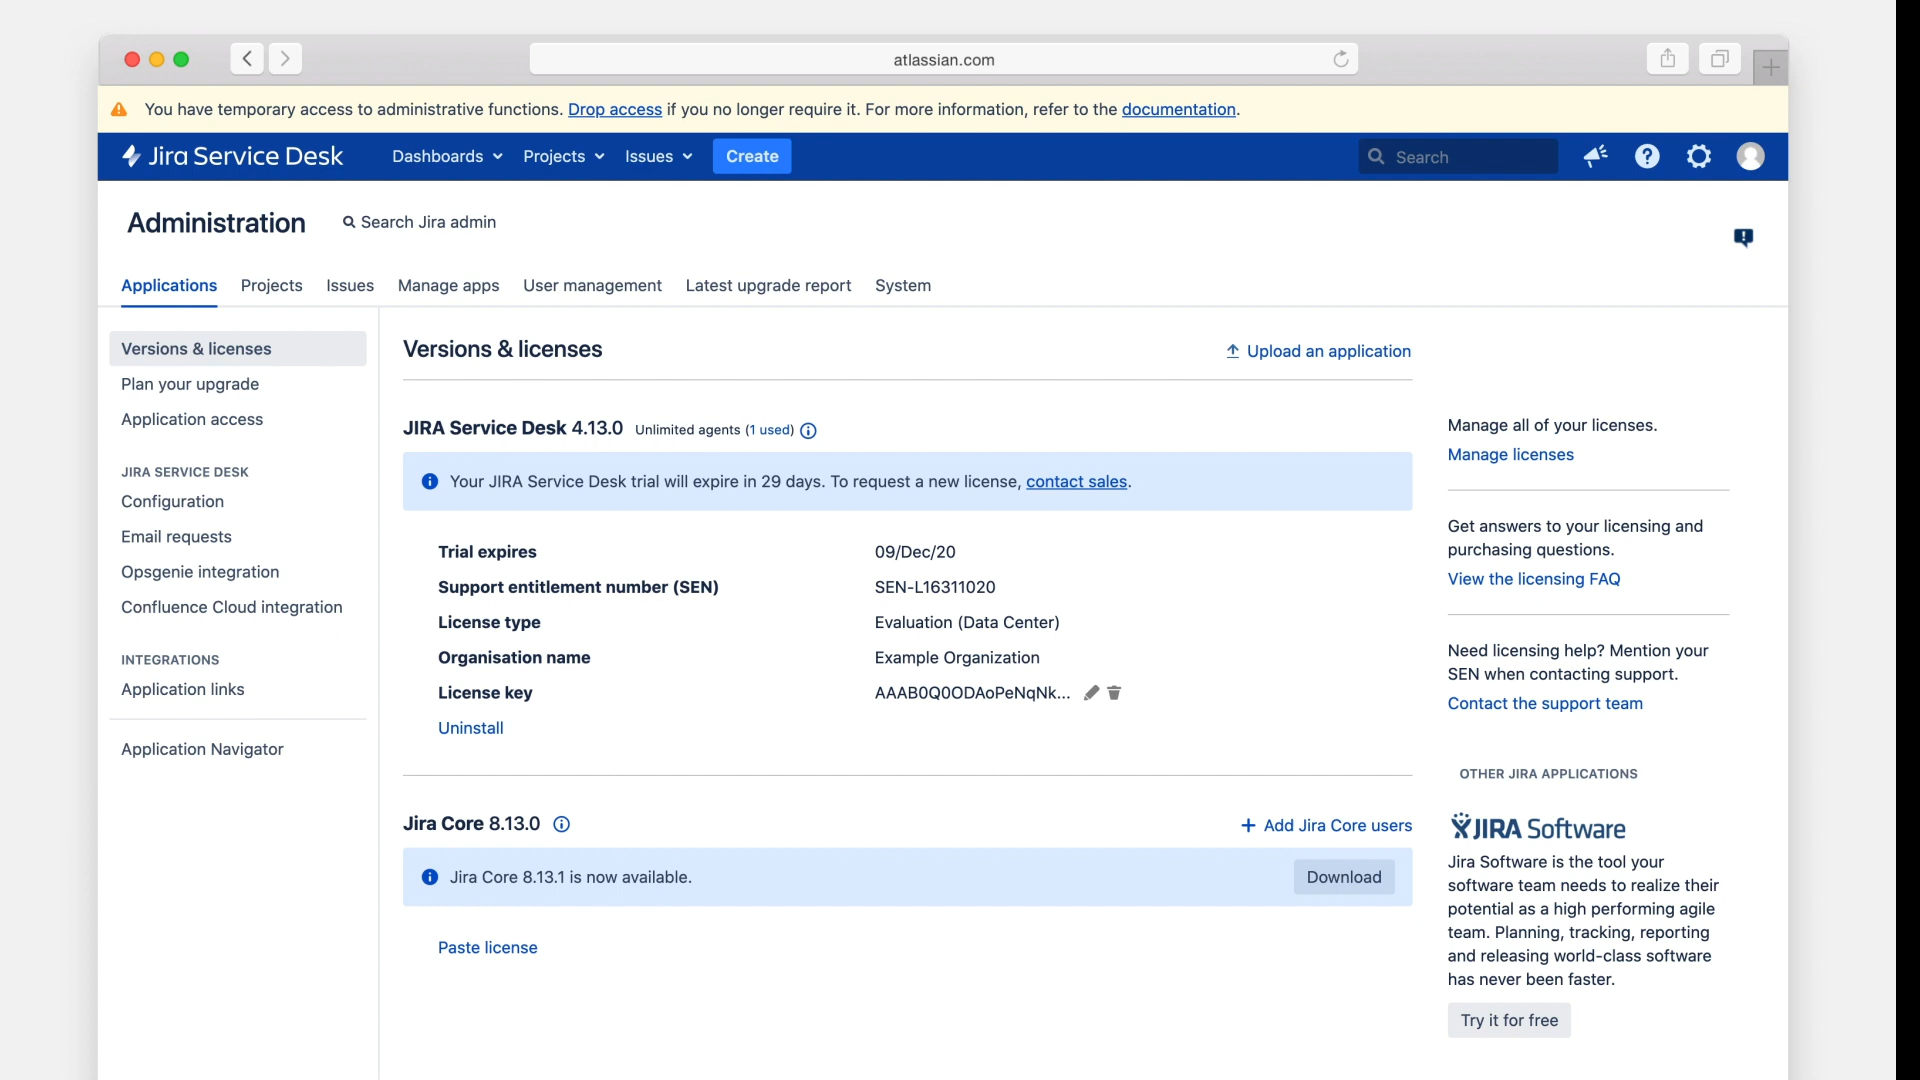 atlassian.com
You have temporary access to administrative functions. Drop access if you no longer require it. For more information, refer to the documentation.
Jira Service Desk Dashboards Projects Issues Create Search
Administration Search Jira admin
Applications Projects Issues Manage apps User management Latest upgrade report System
Versions & licenses
Plan your upgrade
Application access
JIRA SERVICE DESK
Configuration
Email requests
Opsgenie integration
Confluence Cloud integration
INTEGRATIONS
Application links
Application Navigator
Versions & licenses Upload an application
JIRA Service Desk 4.13.0 Unlimited agents (1 used)
Your JIRA Service Desk trial will expire in 29 days. To request a new license, contact sales.
Trial expires 09/Dec/20
Support entitlement number (SEN) SEN-L16311020
License type Evaluation (Data Center)
Organisation name Example Organization
License key AAAB0Q0ODAoPeNqNk...
Uninstall
Jira Core 8.13.0 Add Jira Core users
Jira Core 8.13.1 is now available. Download
Paste license
Manage all of your licenses.
Manage licenses
Get answers to your licensing and
purchasing questions.
View the licensing FAQ
Need licensing help? Mention your
SEN when contacting support.
Contact the support team
OTHER JIRA APPLICATIONS
JIRA Software
Jira Software is the tool your
software team needs to realize their
potential as a high performing agile
team. Planning, tracking, reporting
and releasing world-class software
has never been faster.
Try it for free